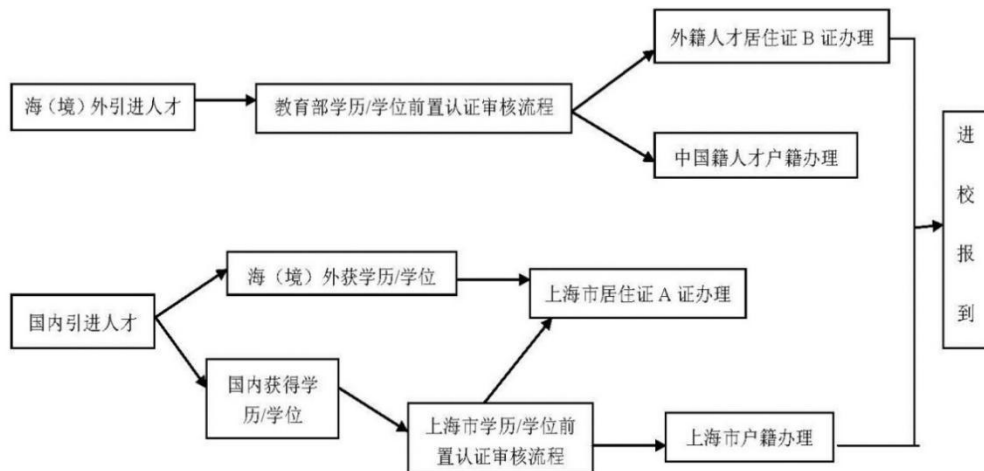 外籍人才居住证 B 证办理
海（境）外引进人才
教育部学历/学位前置认证审核流程
中国籍人才户籍办理
进
校
报
到
海（境）外获学历/学位
上海市居住证 A 证办理
国内引进人才
国内获得学
历/学位
上海市学历/学位前
置认证审核流程
上海市户籍办理